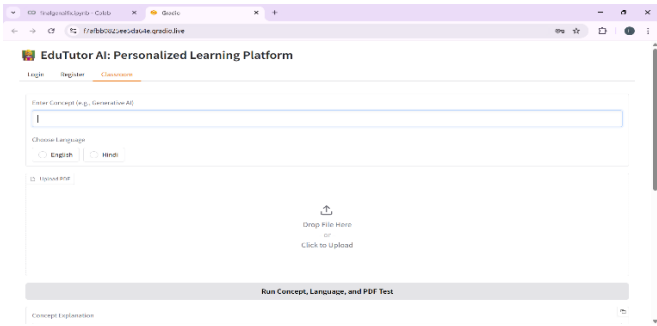 Gradio
EduTutor AI: Personalized Learning Platform
Login Register Classroom
Enter Concept (e.g., Generative AI)
Choose Language
English Hindi
Upload PDF
Drop File Here
or
Click to Upload
Run Concept, Language, and PDF Test
Concept Explanation